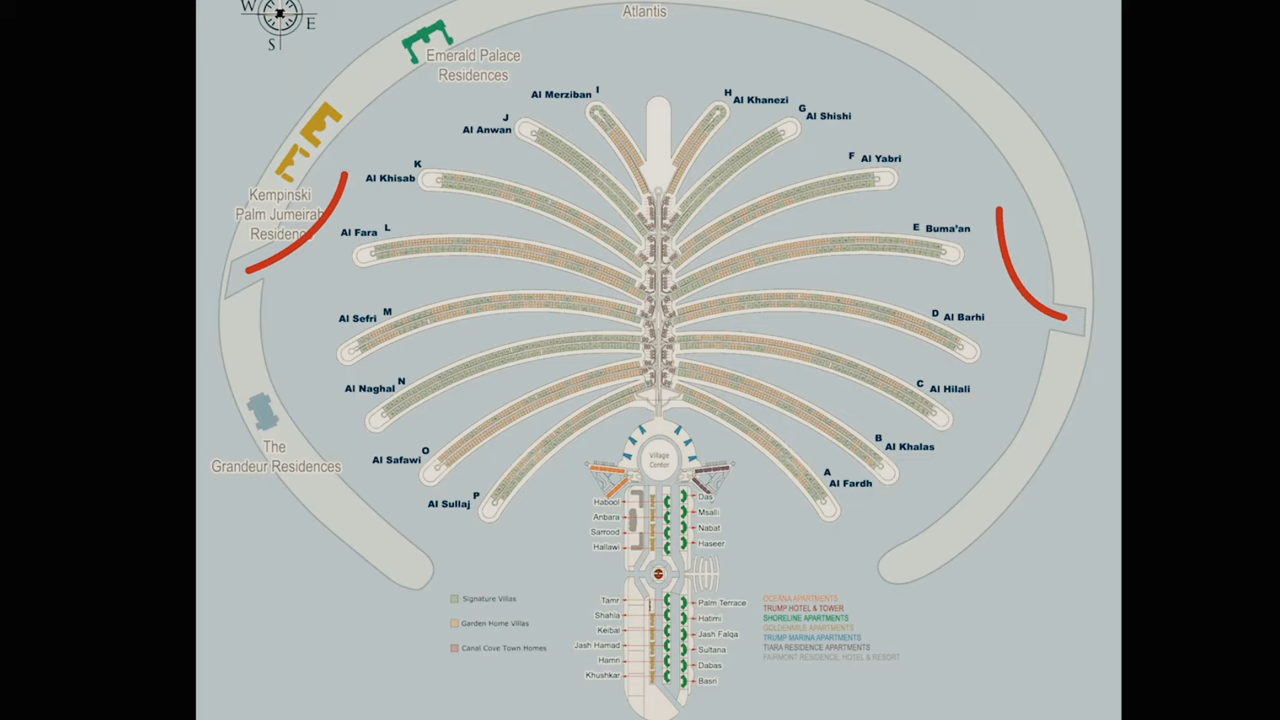 W
E
S
Atlantis
Emerald Palace
Residences
Kempinski
Palm Jumeirah
Residence
The
Grandeur Residences
I
Al Merziban
H
Al Khanezi
J
Al Anwan
G
Al Shishi
K
Al Khisab
F
Al Yabri
L
Al Fara
E
Buma'an
M
Al Sefri
D
Al Barhi
N
Al Naghal
C
Al Hilali
O
Al Safawi
B
Al Khalas
P
Al Sullaj
A
Al Fardh
Village
Center
Habool
Anbara
Sarrood
Hallawi
Das
Msalli
Nabat
Haseer
Tamr
Shahla
Keibal
Jash Hamad
Hamri
Khushkar
Palm Terrace
Hatimi
Jash Falqa
Sultana
Dabas
Basri
Signature Villas
Garden Home Villas
Canal Cove Town Homes
OCEANA APARTMENTS
TRUMP HOTEL & TOWER
SHORELINE APARTMENTS
GOLDENMILE APARTMENTS
TRUMP MARINA APARTMENTS
TIARA RESIDENCE APARTMENTS
FAIRMONT RESIDENCE, HOTEL & RESORT